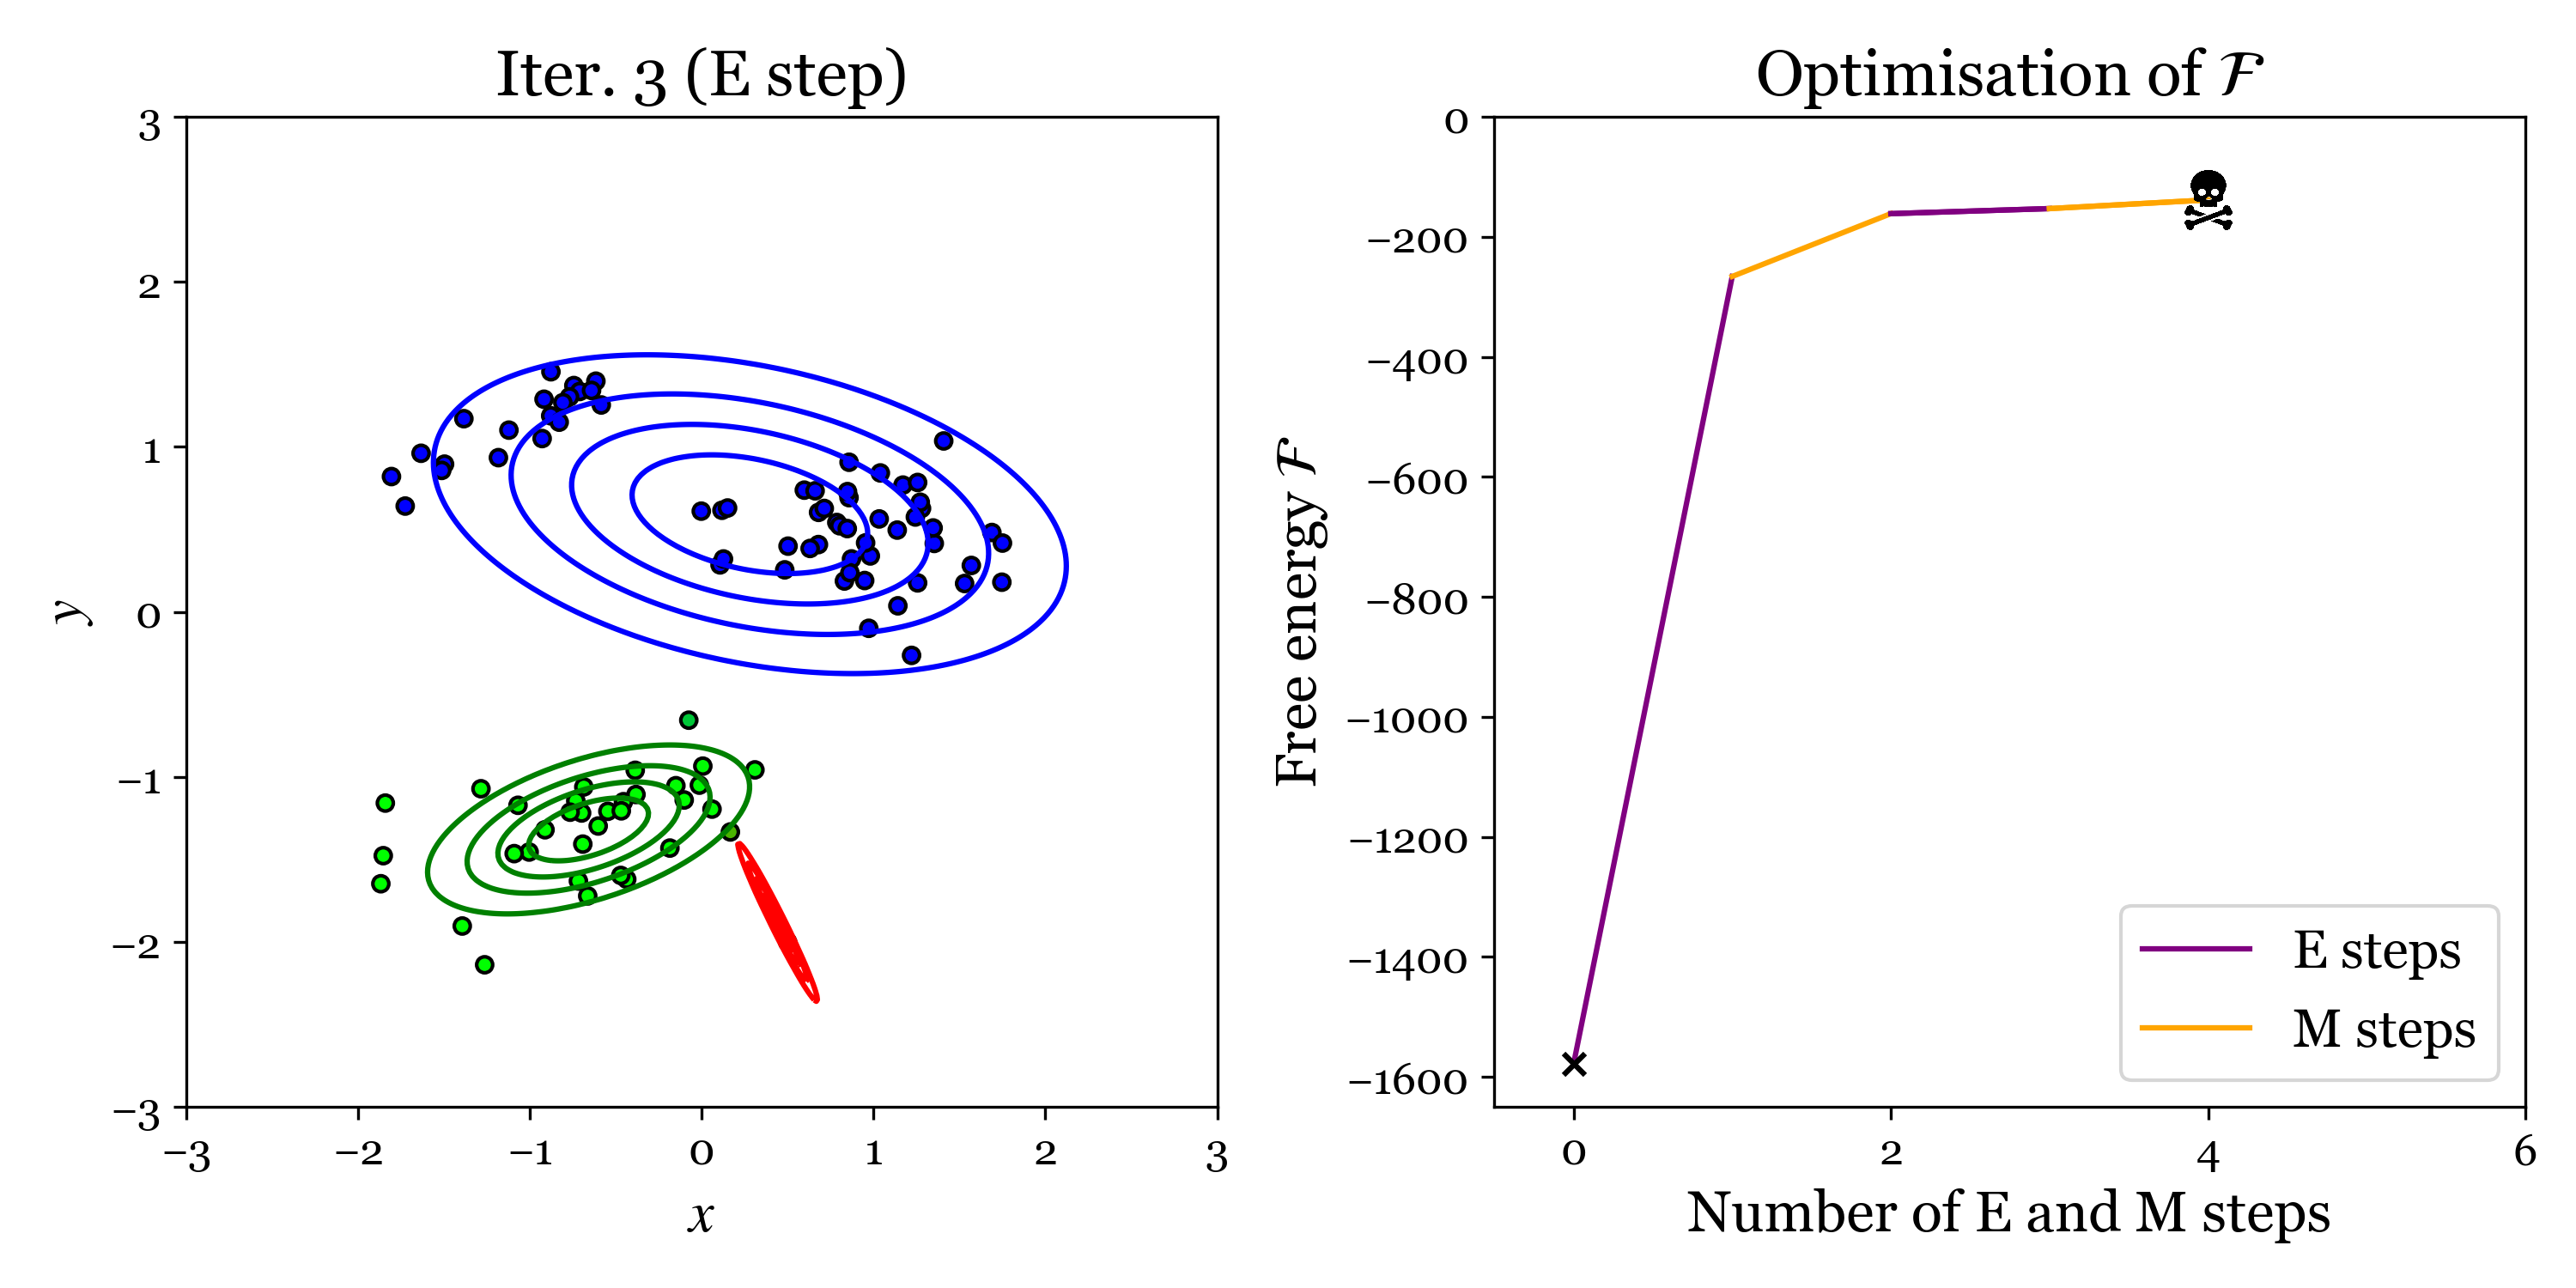 Iter. 3 (E step)
3
2
1
0
−1
−2
−3
y
−3 −2 −1 0 1 2 3
x
Optimisation of ℱ
0
−200
−400
−600
−800
−1000
−1200
−1400
−1600
Free energy ℱ
0 2 4 6
Number of E and M steps
E steps
M steps